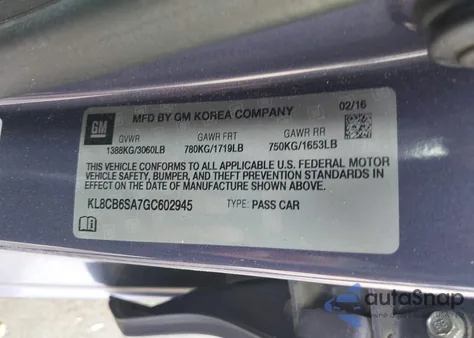 MFD BY GM KOREA COMPANY 02/16
GM
GVWR GAWR FRT GAWR RR
1388KG/3060LB 780KG/1719LB 750KG/1653LB
THIS VEHICLE CONFORMS TO ALL APPLICABLE U.S. FEDERAL MOTOR
VEHICLE SAFETY, BUMPER, AND THEFT PREVENTION STANDARDS IN
EFFECT ON THE DATE OF MANUFACTURE SHOWN ABOVE.
KL8CB6SA7GC602945 TYPE: PASS CAR
autoSnap